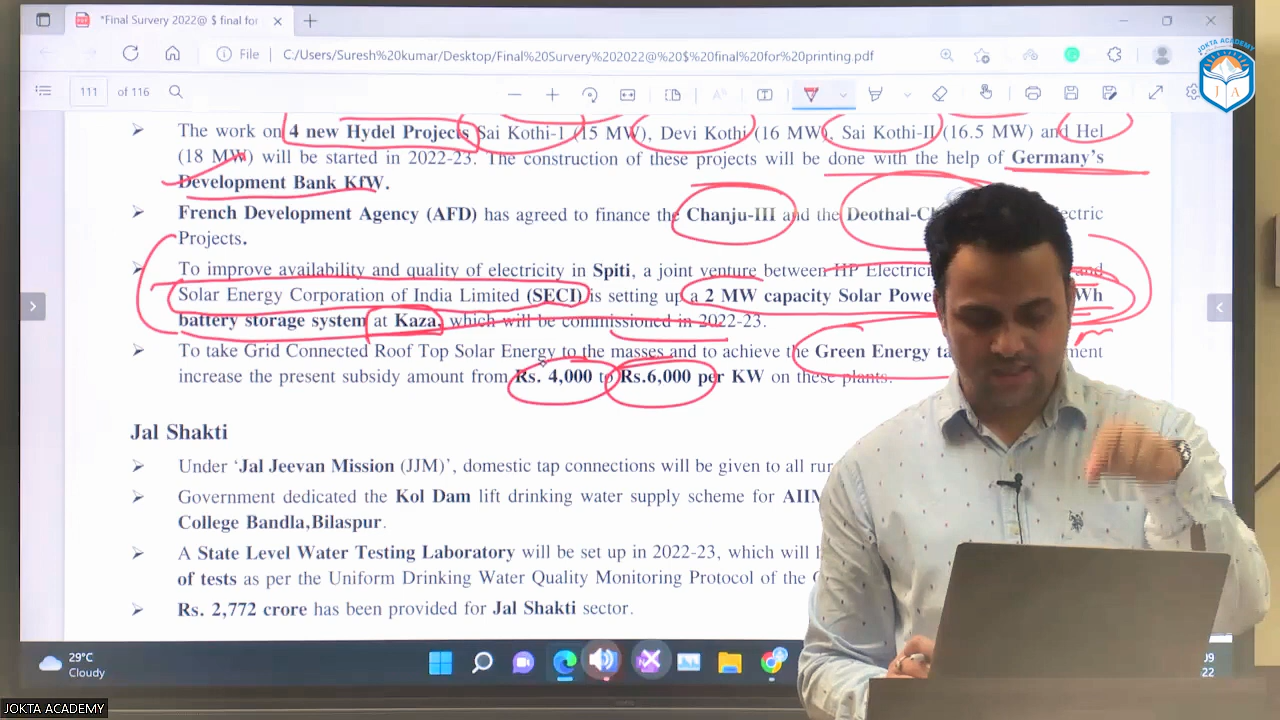 *Final Survery 2022@ $ final for
File
C:/Users/Suresh%20kumar/Desktop/Final%20Survery%202022@%20$%20final%20for%20printing.pdf
JOKTA ACADEMY
J A
111 of 116
The work on 4 new Hydel Projects Sai Kothi-I (15 MW), Devi Kothi (16 MW), Sai Kothi-II (16.5 MW) and Hel
(18 MW) will be started in 2022-23. The construction of these projects will be done with the help of Germany's
Development Bank KfW.
French Development Agency (AFD) has agreed to finance the Chanju-III and the
Projects.
To improve availability and quality of electricity in Spiti, a joint venture between HP and
Solar Energy Corporation of India Limited (SECI) is setting up a 2 MW capacity Solar
battery storage system at Kaza, which will be commissioned in 2022-23.
To take Grid Connected Roof Top Solar Energy to the masses and to achieve the Green Energy
increase the present subsidy amount from Rs. 4,000 to Rs.6,000 per KW on these plants.
Jal Shakti
Under 'Jal Jeevan Mission (JJM)', domestic tap connections will be given to all
Government dedicated the Kol Dam lift drinking water supply scheme for
College Bandla,Bilaspur.
A State Level Water Testing Laboratory will be set up in 2022-23, which will
of tests as per the Uniform Drinking Water Quality Monitoring Protocol of the
Rs. 2,772 crore has been provided for Jal Shakti sector.
29°C
Cloudy
JOKTA ACADEMY